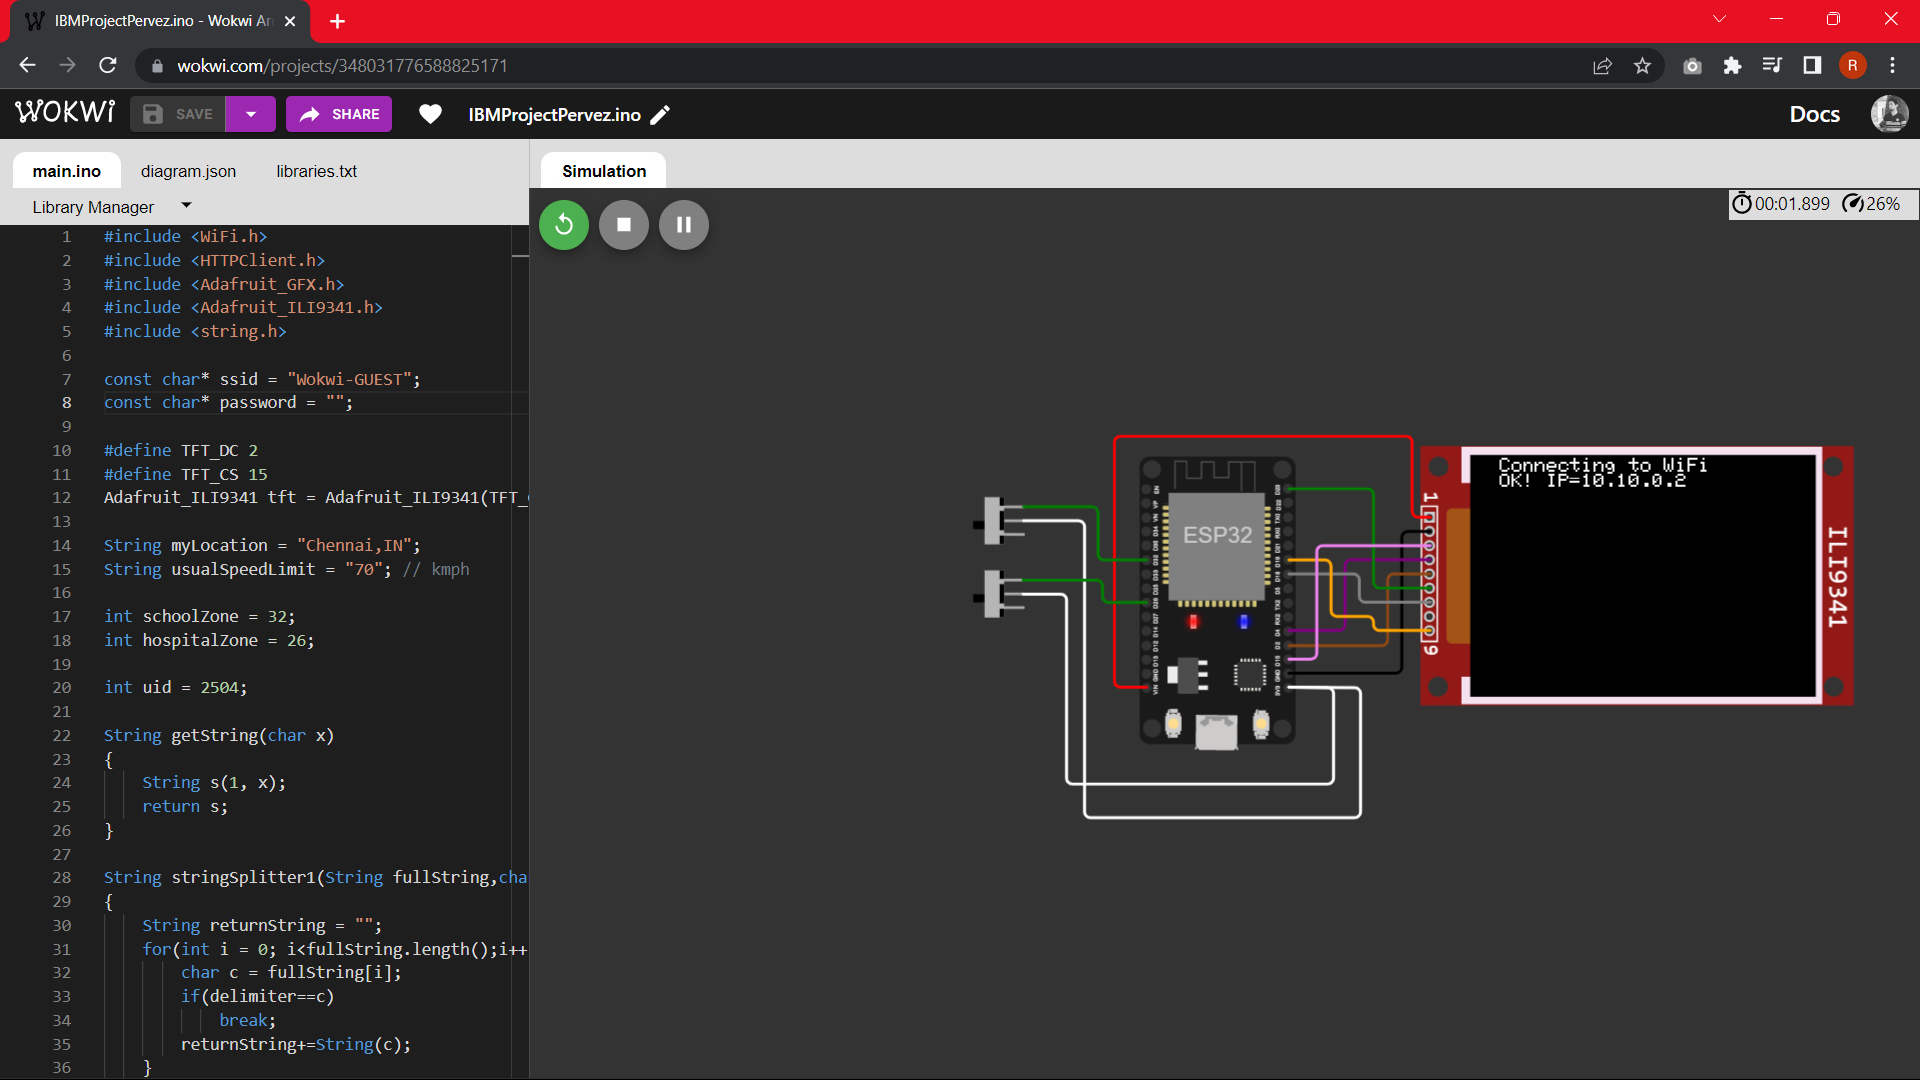 IBMProjectPervez.ino - Wokwi Ar
wokwi.com/projects/348031776588825171
R
WOKWi
SAVE
SHARE
IBMProjectPervez.ino
Docs
main.ino
diagram.json
libraries.txt
Library Manager
Simulation
00:01.899
26%
1 #include <WiFi.h>
2 #include <HTTPClient.h>
3 #include <Adafruit_GFX.h>
4 #include <Adafruit_ILI9341.h>
5 #include <string.h>
6
7 const char* ssid = "Wokwi-GUEST";
8 const char* password = "";
9
10 #define TFT_DC 2
11 #define TFT_CS 15
12 Adafruit_ILI9341 tft = Adafruit_ILI9341(TFT_
13
14 String myLocation = "Chennai,IN";
15 String usualSpeedLimit = "70"; // kmph
16
17 int schoolZone = 32;
18 int hospitalZone = 26;
19
20 int uid = 2504;
21
22 String getString(char x)
23 {
24 String s(1, x);
25 return s;
26 }
27
28 String stringSplitter1(String fullString,cha
29 {
30 String returnString = "";
31 for(int i = 0; i<fullString.length();i++
32 char c = fullString[i];
33 if(delimiter==c)
34 break;
35 returnString+=String(c);
36 }
ESP32
Connecting to WiFi
OK! IP=10.10.0.2
1
9
ILI9341